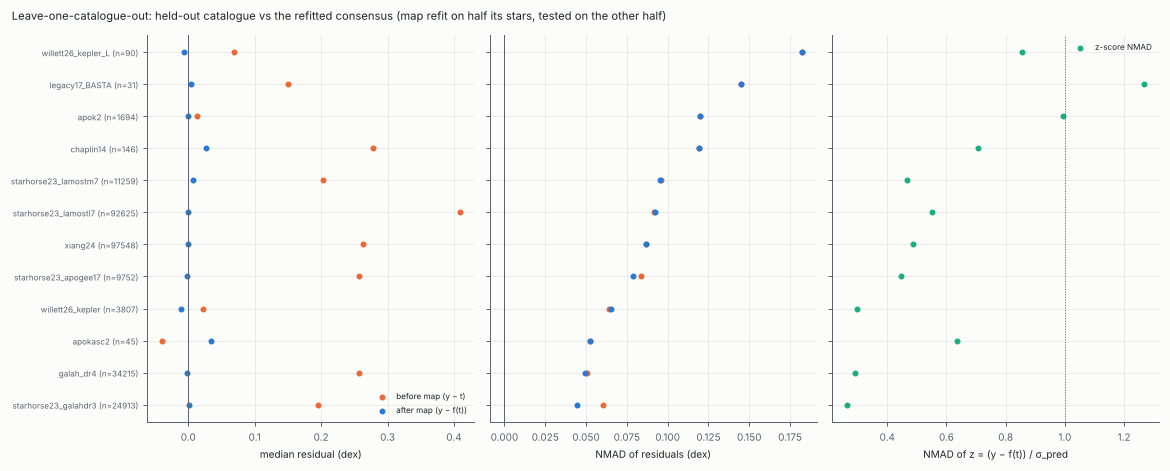 Leave-one-catalogue-out: held-out catalogue vs the refitted consensus (map refit on half its stars, tested on the other half)
willett26_kepler_L (n=90)
legacy17_BASTA (n=31)
apok2 (n=1694)
chaplin14 (n=146)
starhorse23_lamostm7 (n=11259)
starhorse23_lamostl7 (n=92625)
xiang24 (n=97548)
starhorse23_apogee17 (n=9752)
willett26_kepler (n=3807)
apokasc2 (n=45)
galah_dr4 (n=34215)
starhorse23_galahdr3 (n=24913)
before map (y − t)
after map (y − f(t))
0.0 0.1 0.2 0.3 0.4
median residual (dex)
0.000 0.025 0.050 0.075 0.100 0.125 0.150 0.175
NMAD of residuals (dex)
z-score NMAD
0.4 0.6 0.8 1.0 1.2
NMAD of z = (y − f(t)) / σ_pred